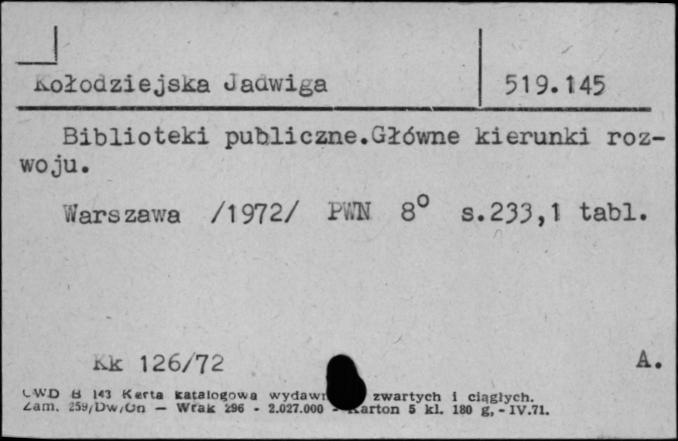 Kołodziejska Jadwiga 519.145
Biblioteki publiczne.Główne kierunki roz-
woju.
Warszawa /1972/ PWN 8° s.233,1 tabl.
Kk 126/72 A.
CWD B 143 Karta katalogowa wydawn zwartych i ciągłych.
Zam. 259/Dw/On — Wrak 296 - 2.027.000 - Karton 5 kl. 180 g, - IV.71.